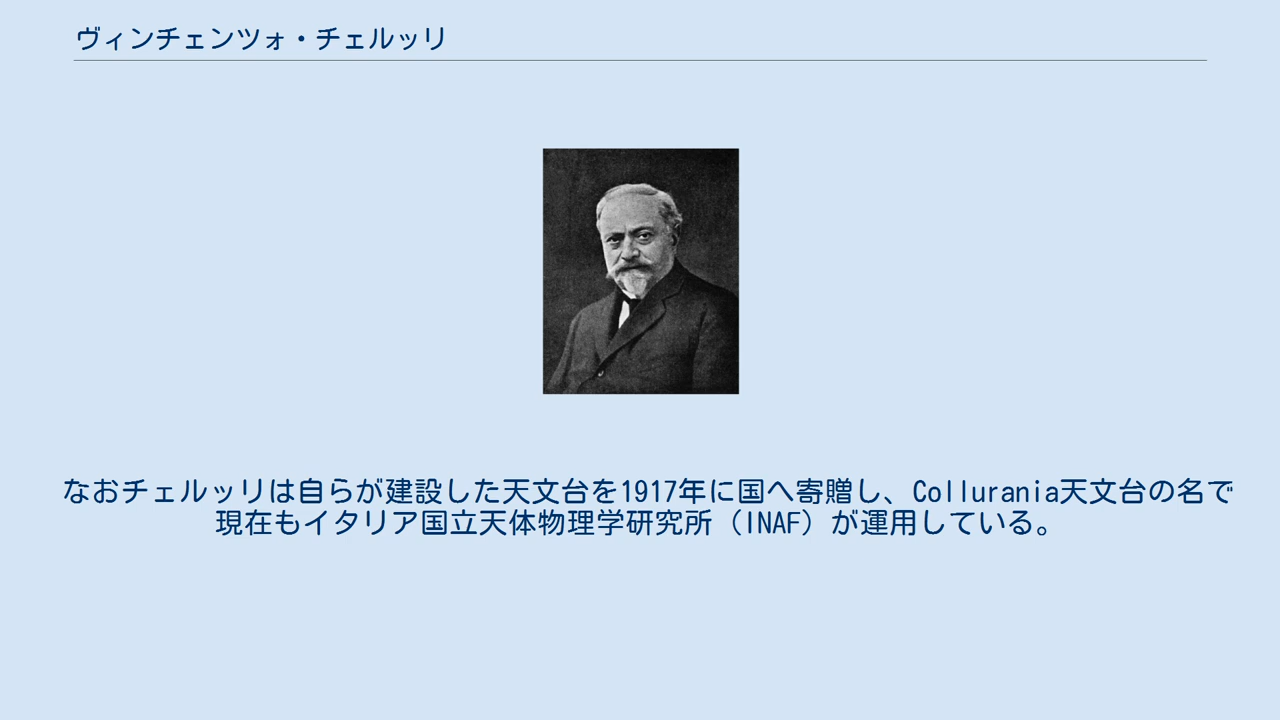 ヴィンチェンツォ・チェルッリ
なおチェルッリは自らが建設した天文台を1917年に国へ寄贈し、Collurania天文台の名で
現在もイタリア国立天体物理学研究所（INAF）が運用している。